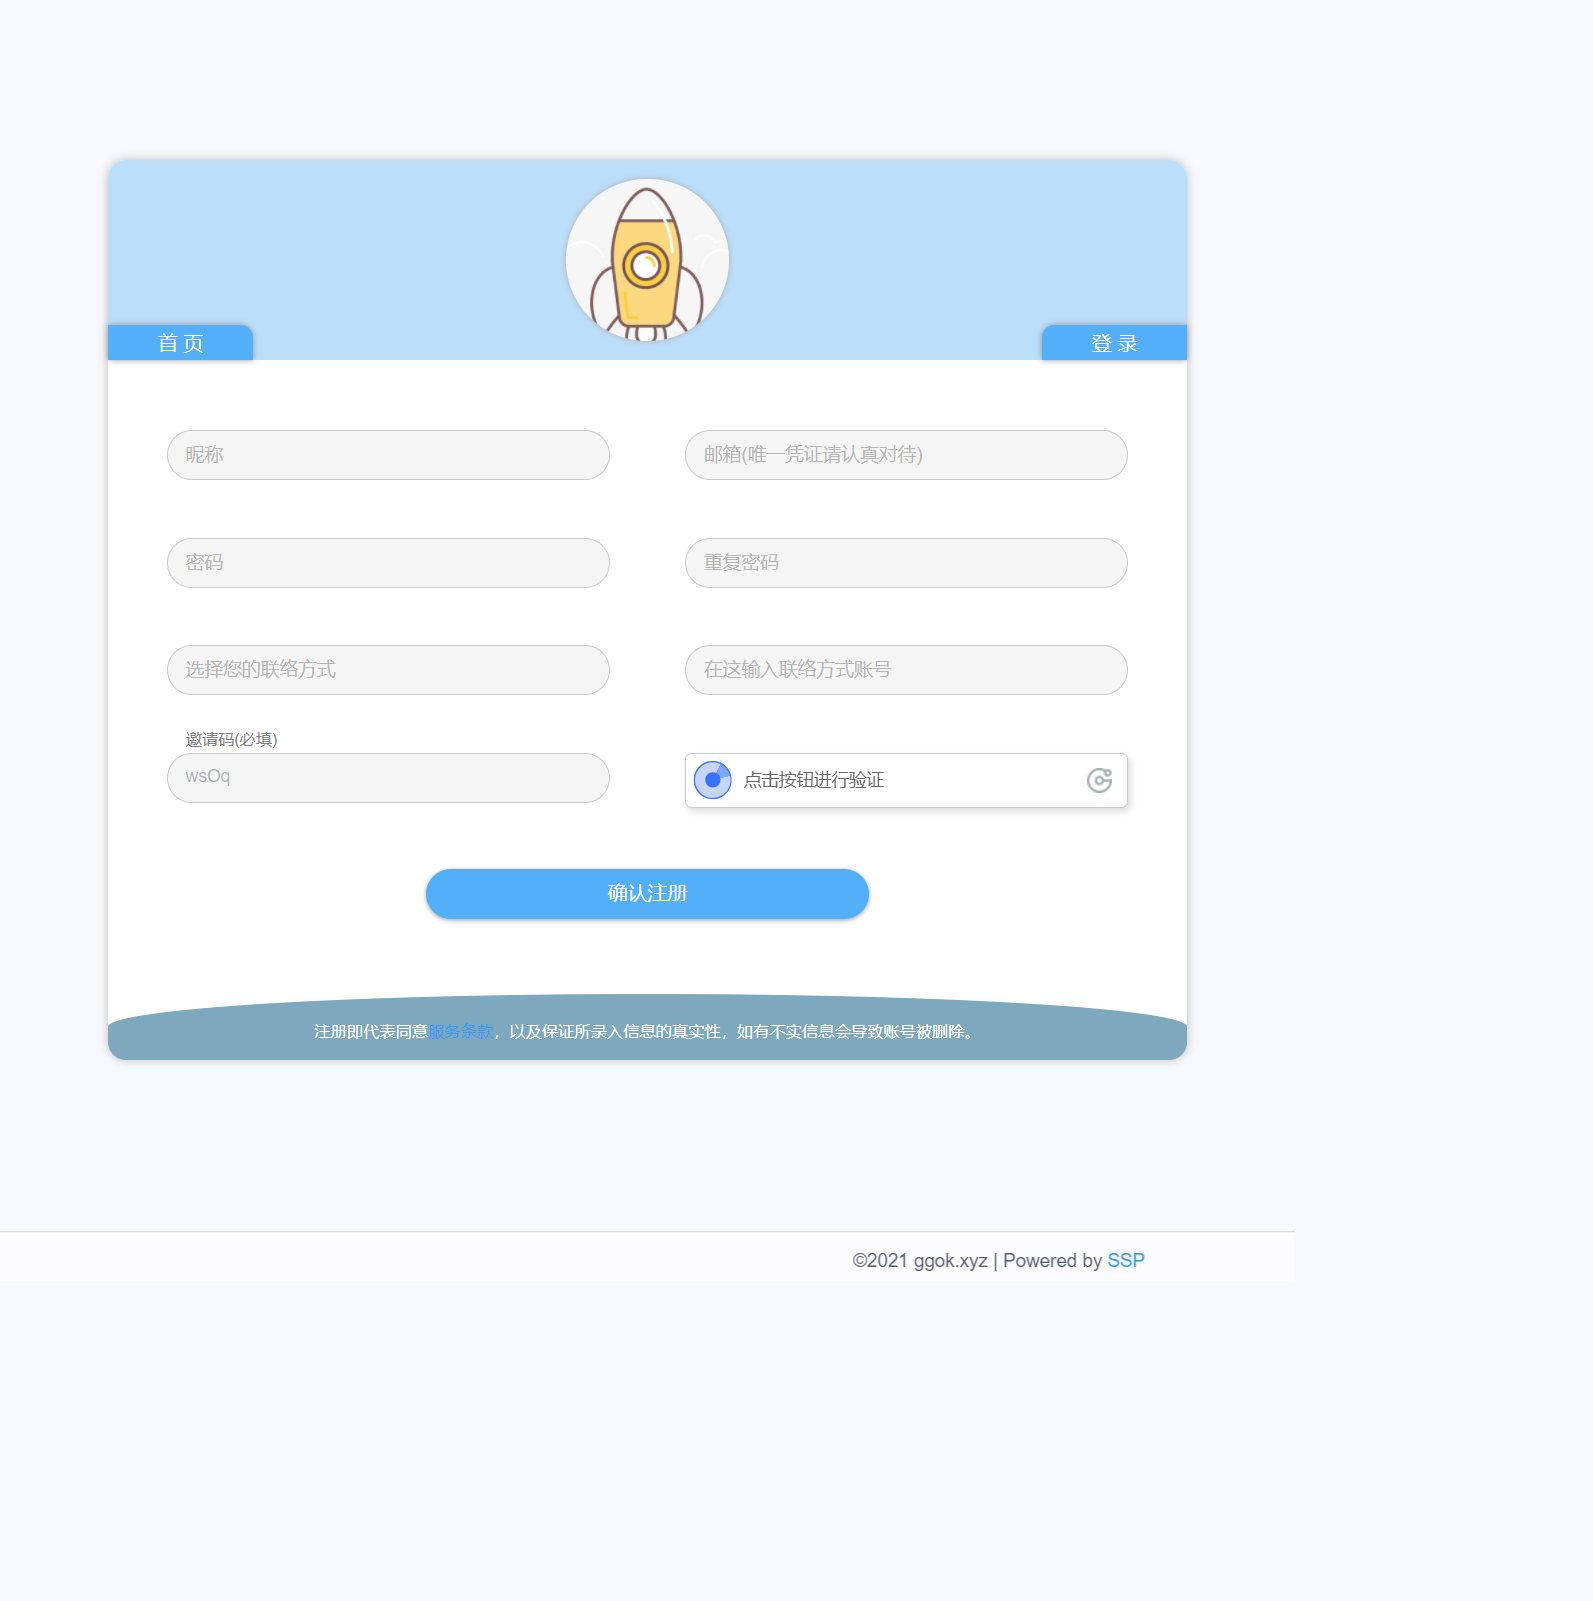 首 页
登 录
昵称
邮箱(唯一凭证请认真对待)
密码
重复密码
选择您的联络方式
在这输入联络方式账号
邀请码(必填)
wsOq
点击按钮进行验证
确认注册
注册即代表同意服务条款，以及保证所录入信息的真实性，如有不实信息会导致账号被删除。
©2021 ggok.xyz | Powered by SSP